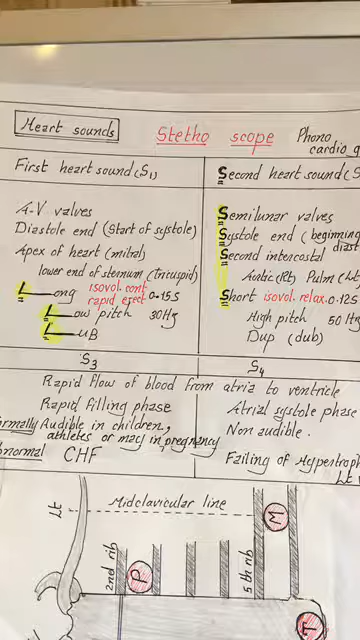 Heart sounds
Stetho scope
Phono
cardio g
First heart sound (S1)
Second heart sound (S
A-V valves
Diastole end (Start of systole)
Apex of heart (mitral)
lower end of sternum (tricuspid)
Long isovol. cont. 0.15S
rapid eject
Low pitch 30Hz
LuB
Semilunar valves
Systole end (beginning
diast
Second intercostal
Aortic (Rt) Pulm (Lt
Short isovol. relax. 0.12S
High pitch 50 Hz
Dup (dub)
S3
S4
Rapid flow of blood from atria to ventricle
Rapid filling phase
Atrial systole phase
rmally Audible in children,
athletes or may in pregnancy
Non audible.
bnormal CHF
Failing of Hypertroph
Lt v
Lt
Midclavicular line
2nd rib
P
5th rib
M
T